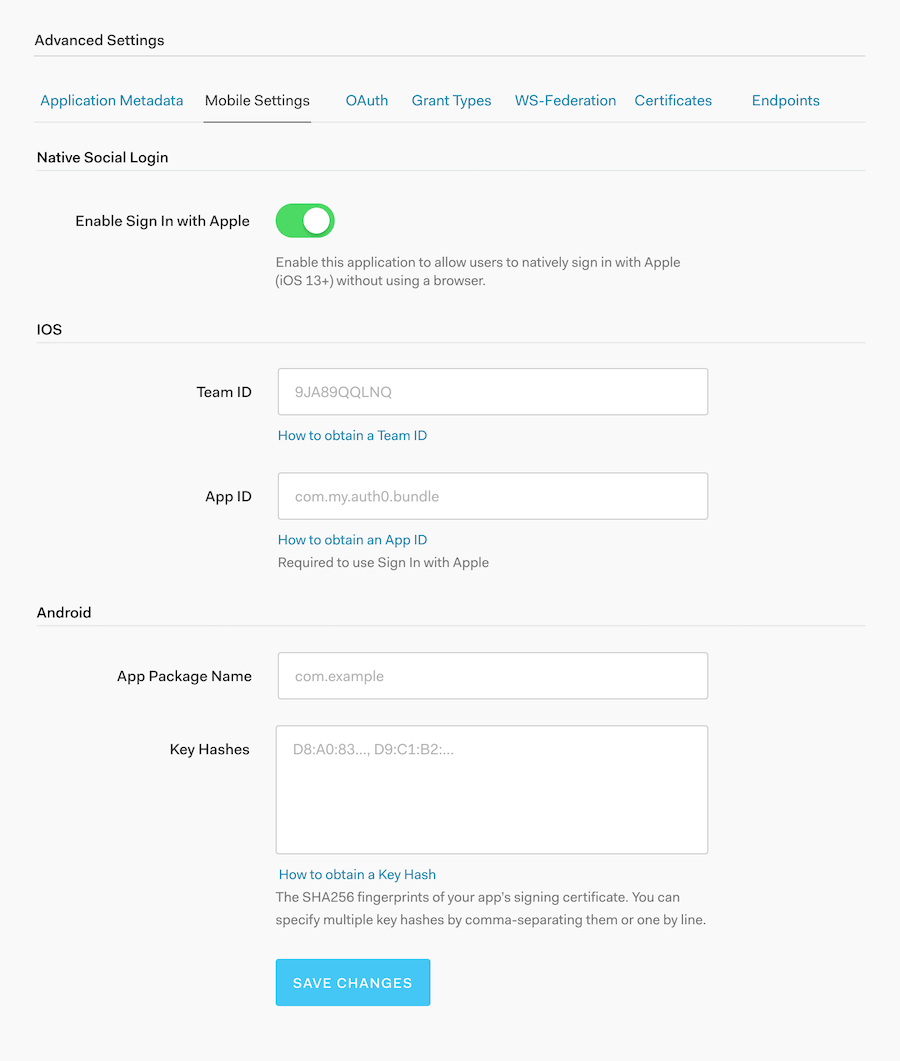 Advanced Settings
Application Metadata Mobile Settings OAuth Grant Types WS-Federation Certificates Endpoints
Native Social Login
Enable Sign In with Apple
Enable this application to allow users to natively sign in with Apple
(iOS 13+) without using a browser.
IOS
Team ID 9JA89QQLNQ
How to obtain a Team ID
App ID com.my.auth0.bundle
How to obtain an App ID
Required to use Sign In with Apple
Android
App Package Name com.example
Key Hashes D8:A0:83..., D9:C1:B2:...
How to obtain a Key Hash
The SHA256 fingerprints of your app's signing certificate. You can
specify multiple key hashes by comma-separating them or one by line.
SAVE CHANGES